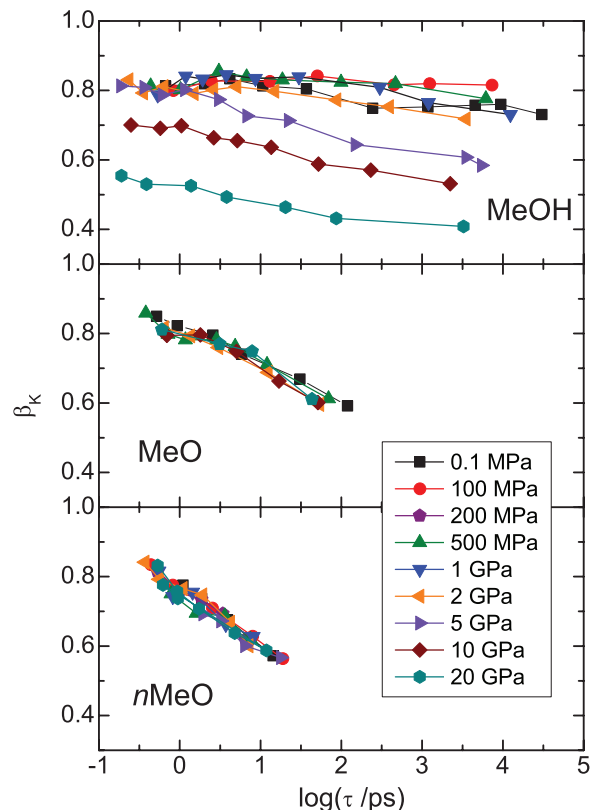 1.0
0.8
0.6
0.4
MeOH
1.0
0.8
0.6
0.4
βK
MeO
1.0
0.8
0.6
0.4
nMeO
0.1 MPa
100 MPa
200 MPa
500 MPa
1 GPa
2 GPa
5 GPa
10 GPa
20 GPa
-1 0 1 2 3 4 5
log(τ /ps)